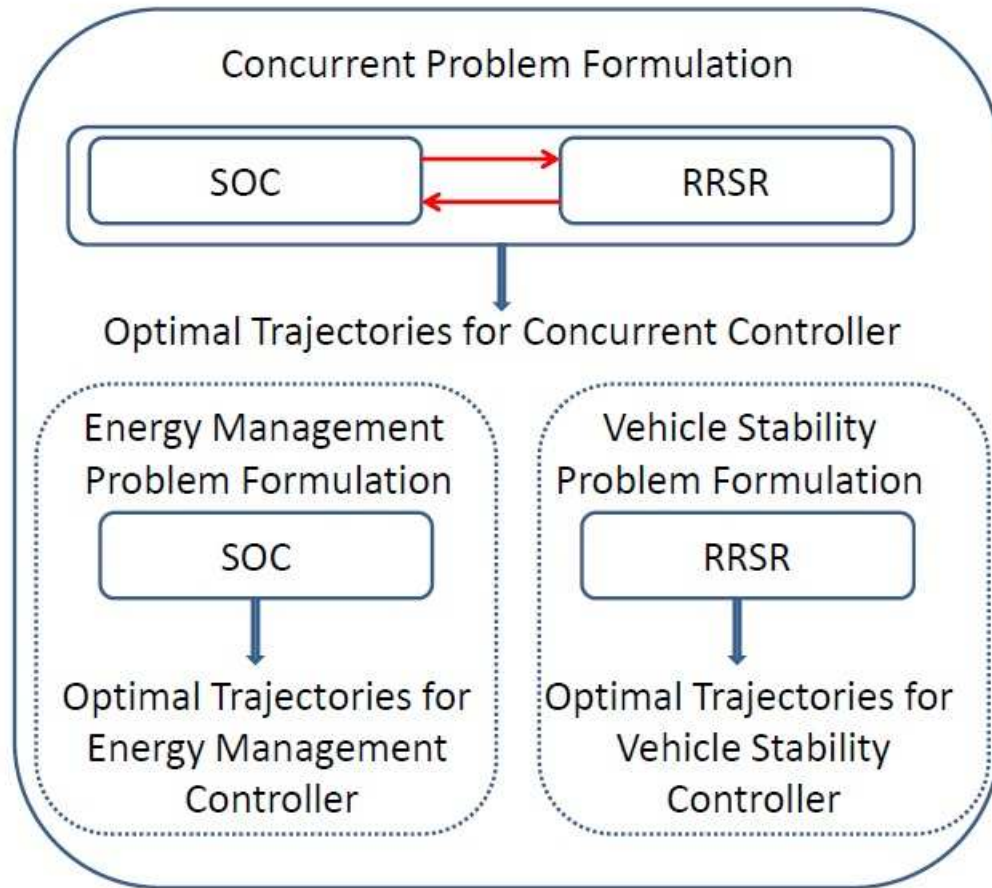 Concurrent Problem Formulation
SOC
RRSR
Optimal Trajectories for Concurrent Controller
Energy Management
Problem Formulation
SOC
Optimal Trajectories for
Energy Management
Controller
Vehicle Stability
Problem Formulation
RRSR
Optimal Trajectories for
Vehicle Stability
Controller